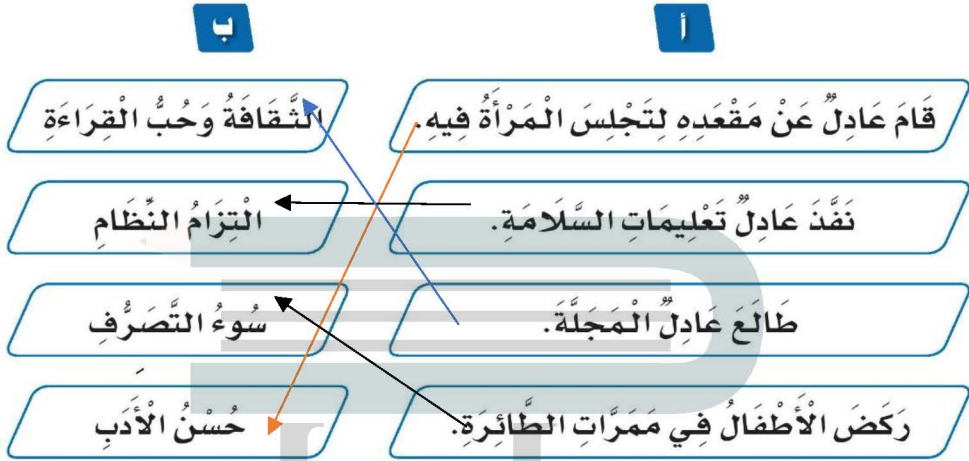 أ
ب
قَامَ عَادِلٌ عَنْ مَقْعَدِهِ لِتَجْلِسَ الْمَرْأَةُ فِيهِ.
الثَّقَافَةُ وَحُبُّ الْقِرَاءَةِ
نَفَّذَ عَادِلٌ تَعْلِيمَاتِ السَّلَامَةِ.
الْتِزَامُ النِّظَامِ
طَالَعَ عَادِلٌ الْمَجَلَّةَ.
سُوءُ التَّصَرُّفِ
رَكَضَ الْأَطْفَالُ فِي مَمَرَّاتِ الطَّائِرَةِ.
حُسْنُ الْأَدَبِ